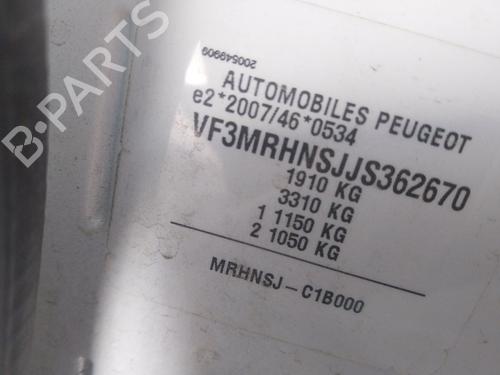 200549909
AUTOMOBILES PEUGEOT
e2*2007/46*0534
VF3MRHNSJJS362670
1910 KG
3310 KG
1 1150 KG
2 1050 KG
MRHNSJ-C1B000
B-PARTS